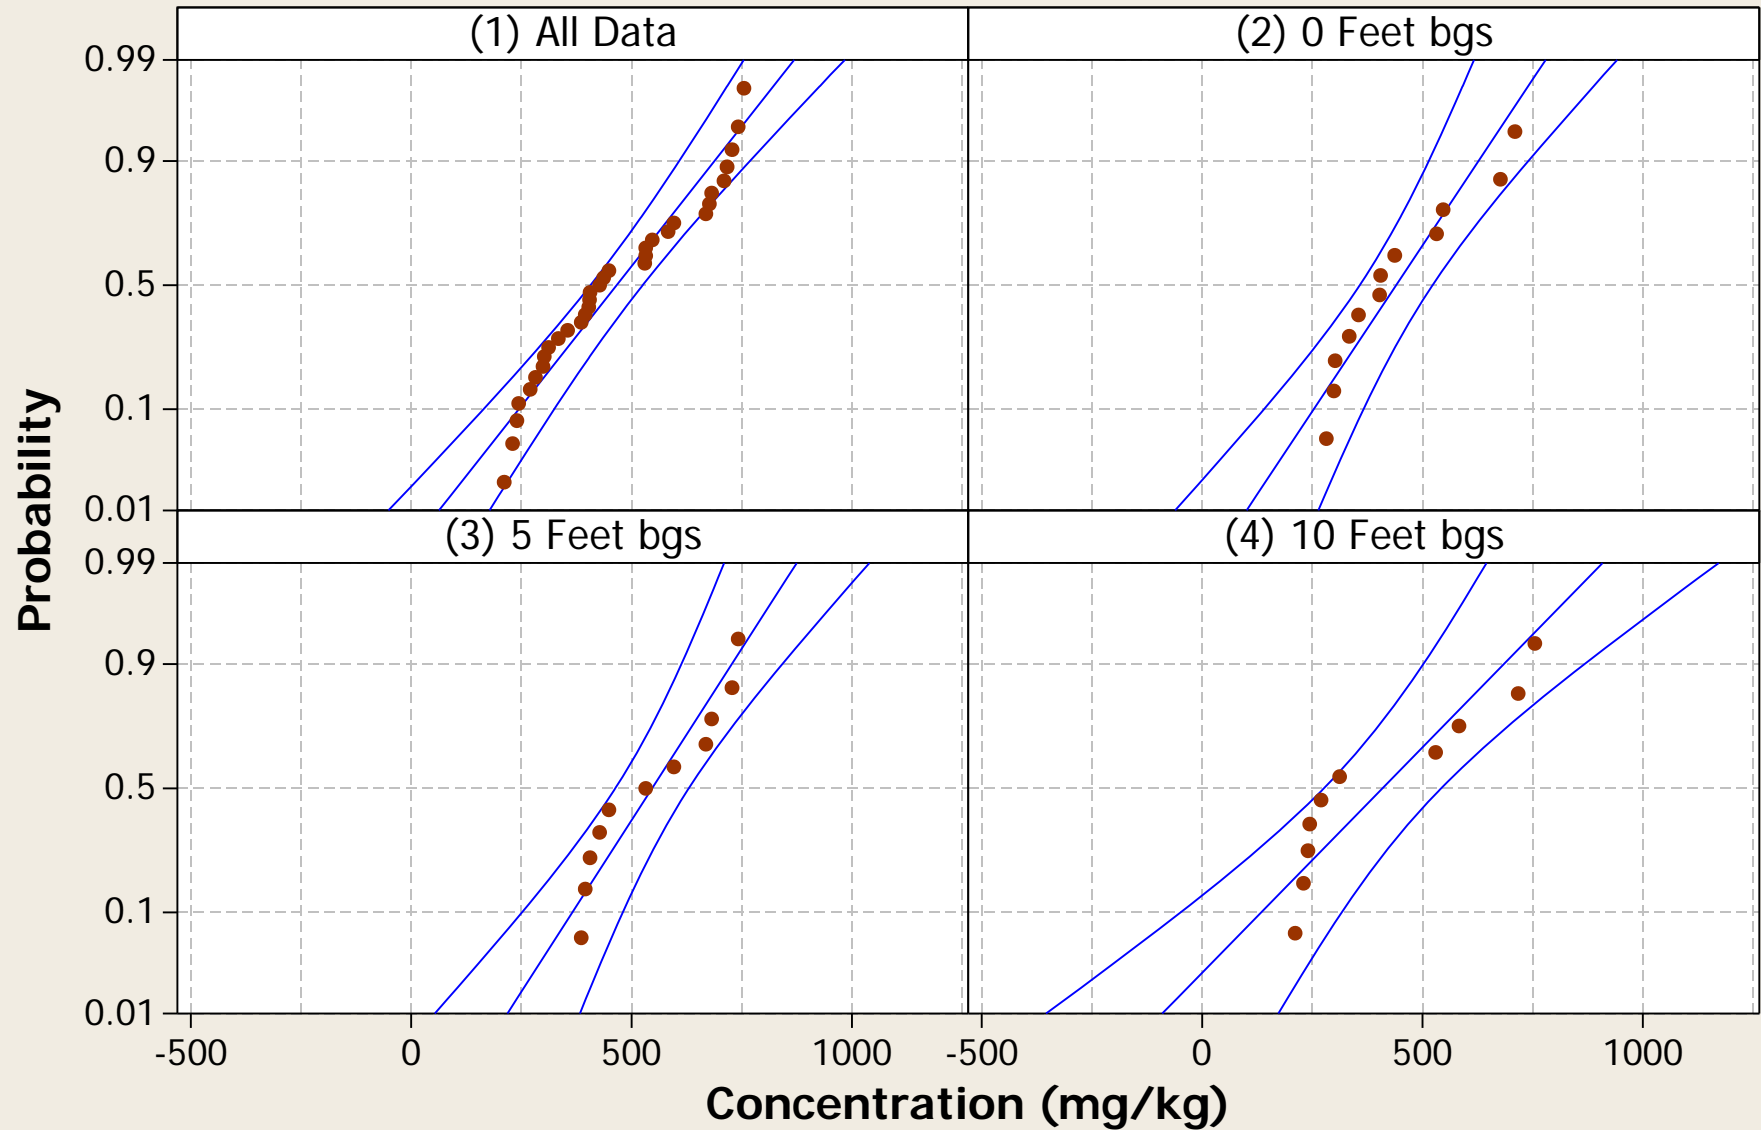 (1) All Data
(2) 0 Feet bgs
0.99
0.9
0.5
0.1
0.01
(3) 5 Feet bgs
(4) 10 Feet bgs
0.99
0.9
0.5
0.1
0.01
Probability
-500 0 500 1000 -500 0 500 1000
Concentration (mg/kg)